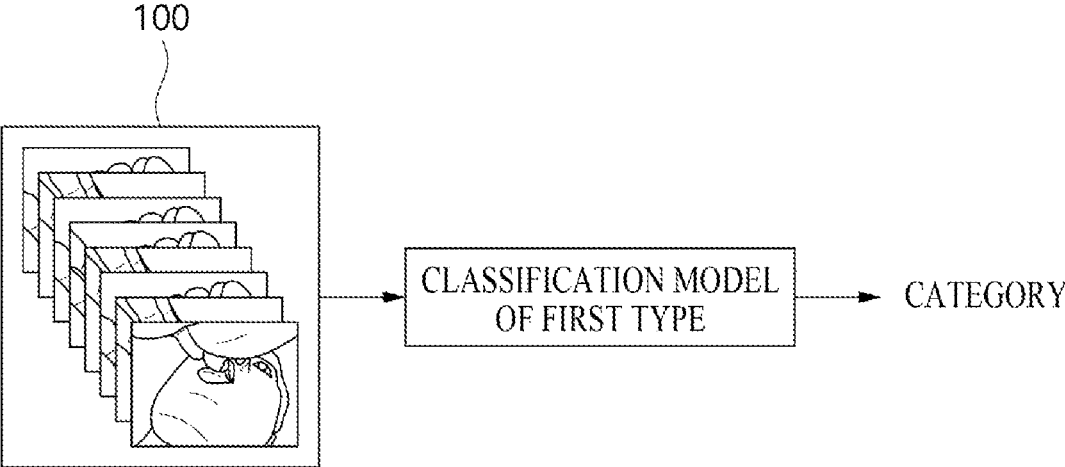 100
CLASSIFICATION MODEL
OF FIRST TYPE
CATEGORY